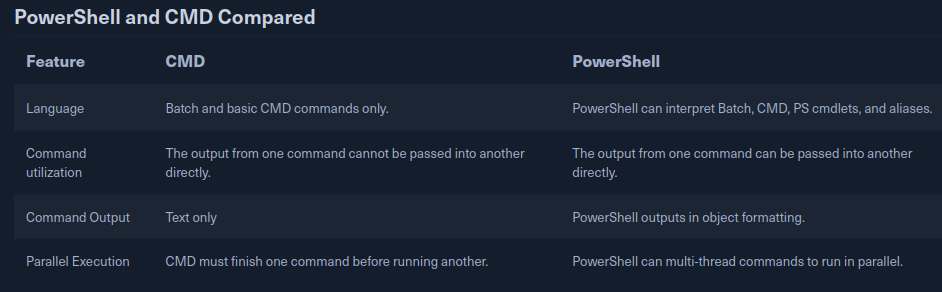 PowerShell and CMD Compared
Feature CMD PowerShell
Language Batch and basic CMD commands only. PowerShell can interpret Batch, CMD, PS cmdlets, and aliases.
Command The output from one command cannot be passed into another The output from one command can be passed into another
utilization directly. directly.
Command Output Text only PowerShell outputs in object formatting.
Parallel Execution CMD must finish one command before running another. PowerShell can multi-thread commands to run in parallel.